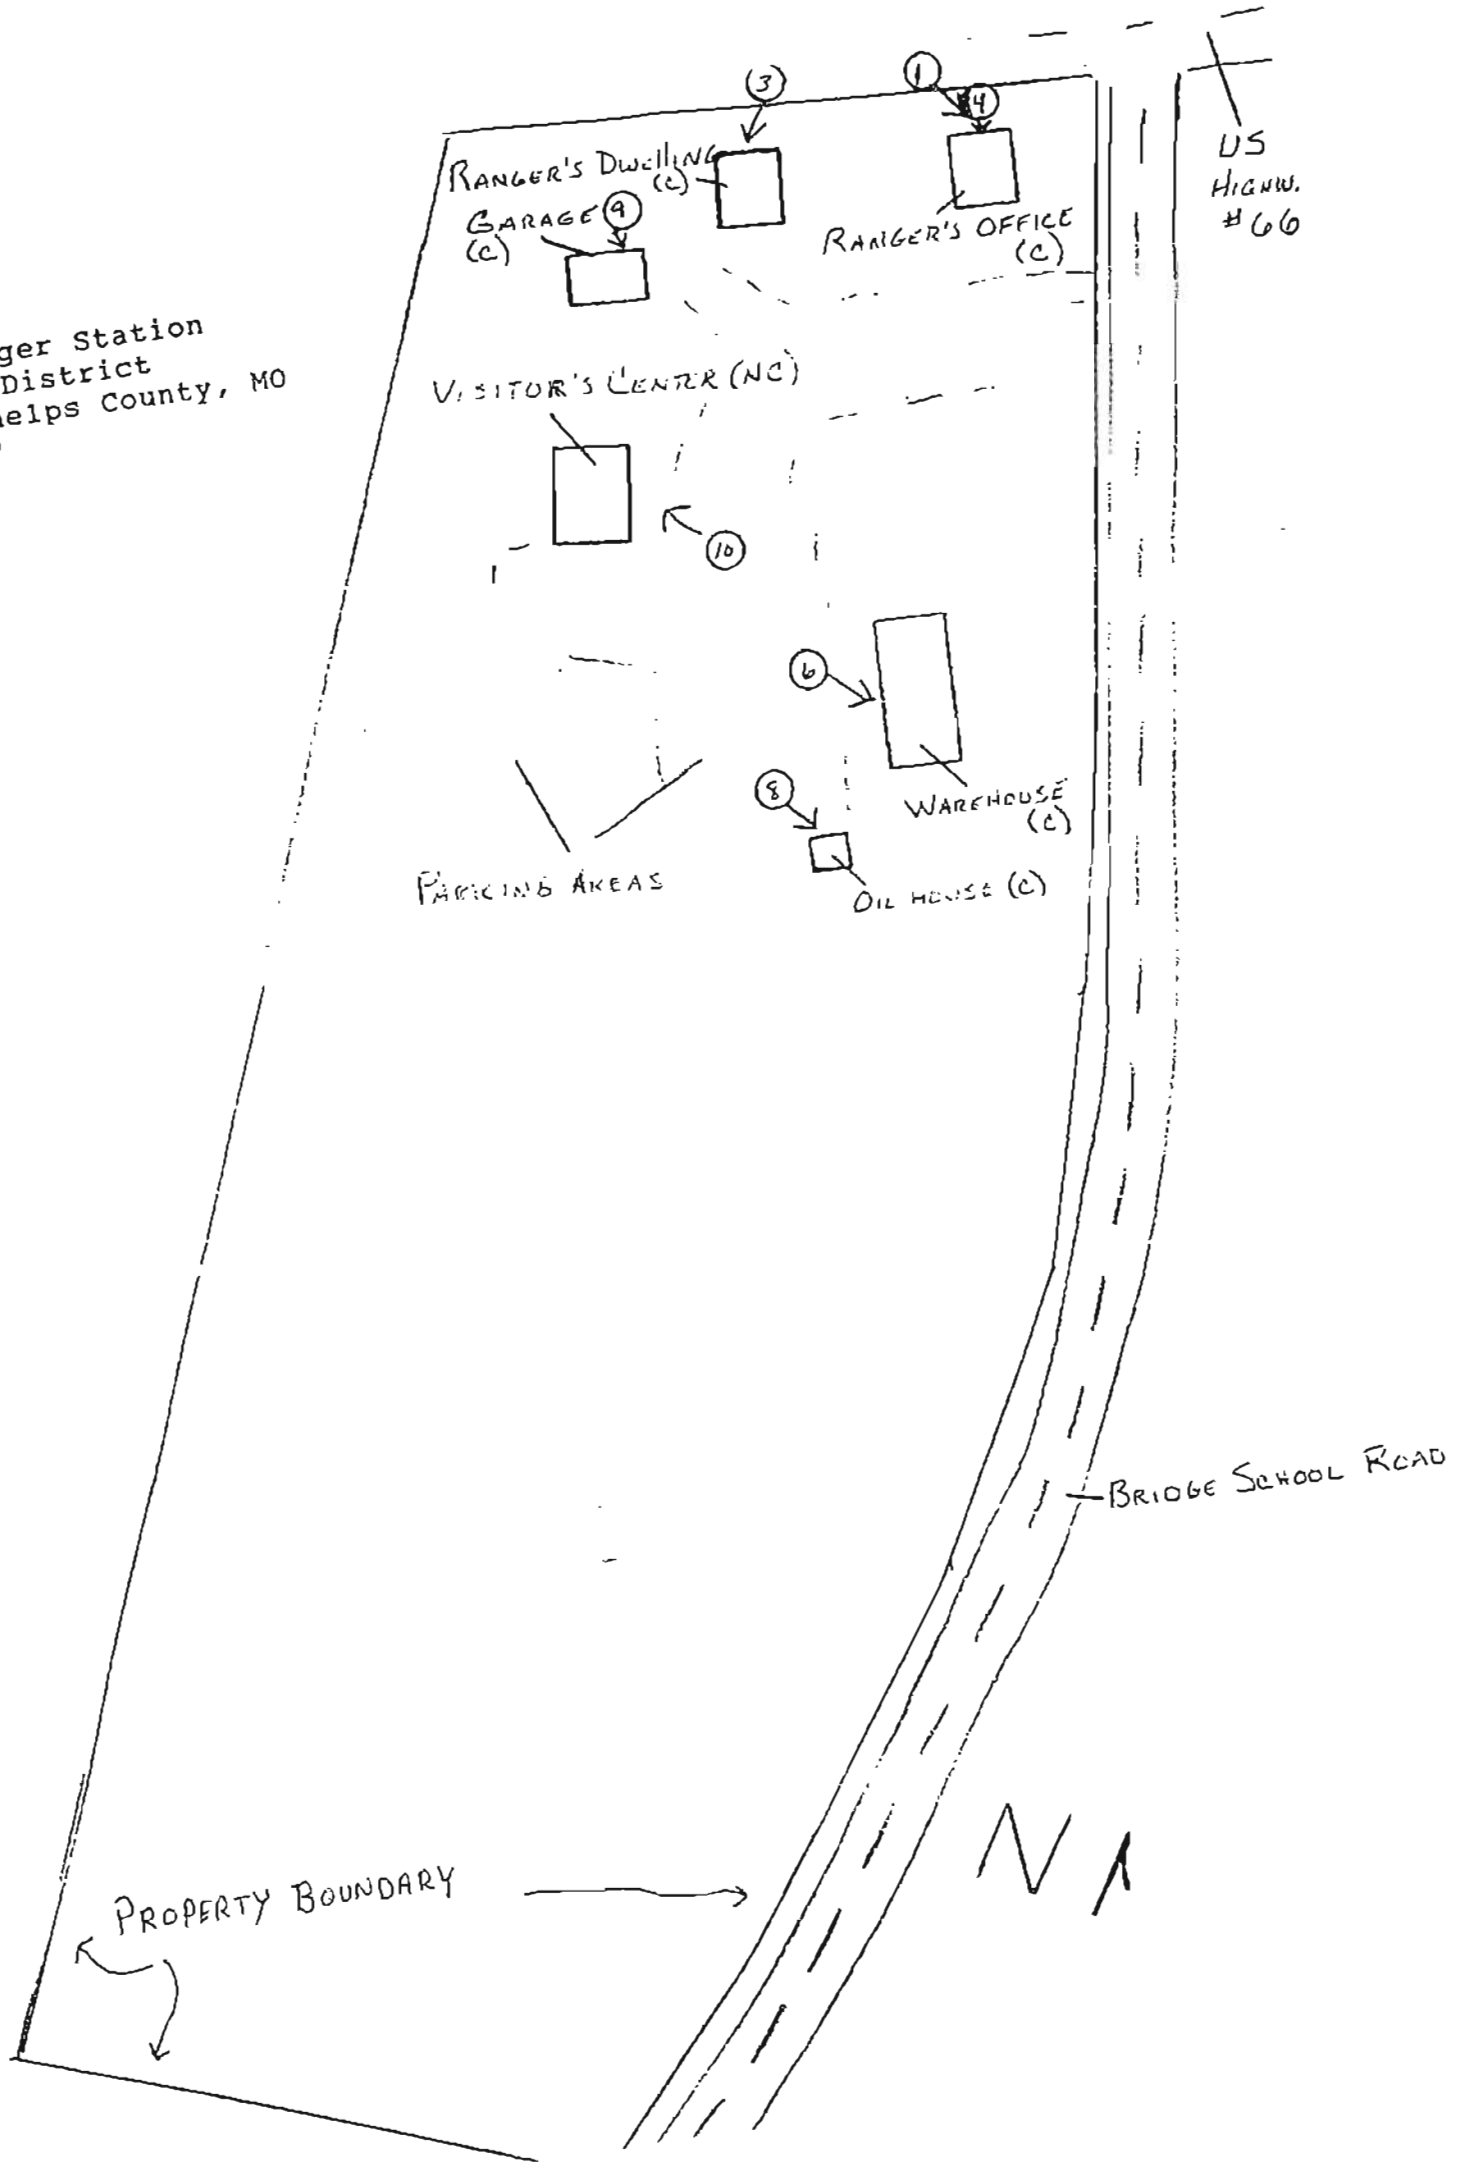 3
1
4
US
HIGHW.
#66
RANGER'S DWELLING
(C)
GARAGE 9
(C)
RANGER'S OFFICE
(C)
ger Station
District
elps County, MO
VISITOR'S CENTER (NC)
10
6
8
WAREHOUSE
(C)
PARKING AREAS
OIL HOUSE (C)
BRIDGE SCHOOL ROAD
N
PROPERTY BOUNDARY